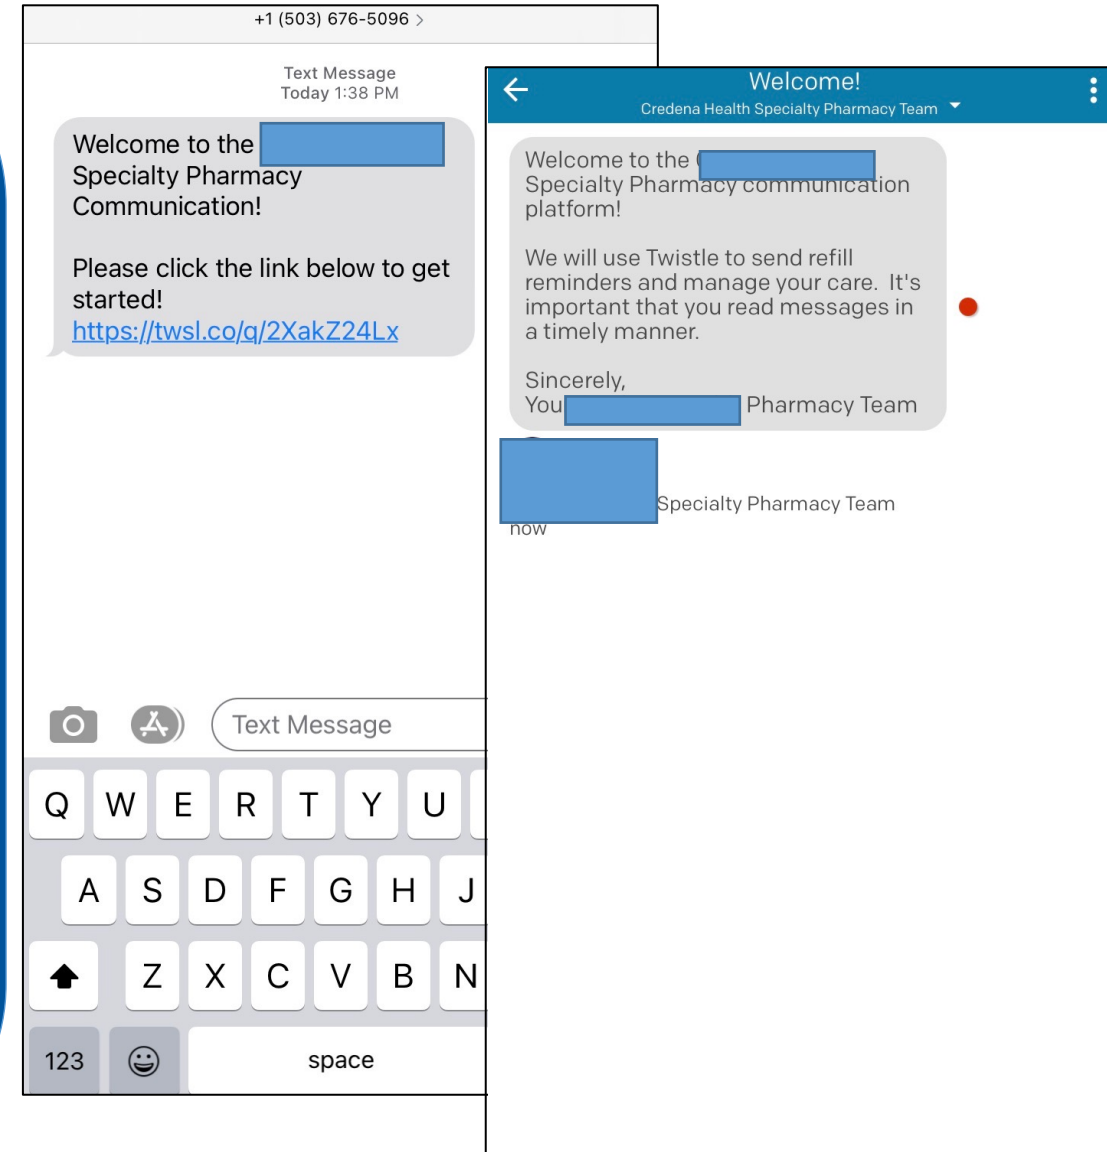 +1 (503) 676-5096 >
Text Message
Today 1:38 PM
Welcome to the
Specialty Pharmacy
Communication!
Please click the link below to get
started!
https://twsl.co/q/2XakZ24Lx
Text Message
Q W E R T Y U
A S D F G H J
Z X C V B N
123 space
Welcome!
Credena Health Specialty Pharmacy Team
Welcome to the
Specialty Pharmacy communication
platform!
We will use Twistle to send refill
reminders and manage your care. It's
important that you read messages in
a timely manner.
Sincerely,
You Pharmacy Team
Specialty Pharmacy Team
now